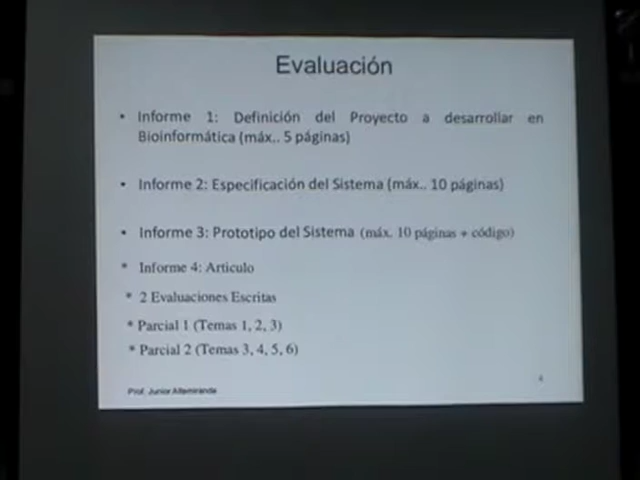 Evaluación
• Informe 1: Definición del Proyecto a desarrollar en
Bioinformática (máx.. 5 páginas)
• Informe 2: Especificación del Sistema (máx.. 10 páginas)
• Informe 3: Prototipo del Sistema (máx. 10 páginas + código)
* Informe 4: Articulo
* 2 Evaluaciones Escritas
* Parcial 1 (Temas 1, 2, 3)
* Parcial 2 (Temas 3, 4, 5, 6)
Prof. Junior Altamiranda
4